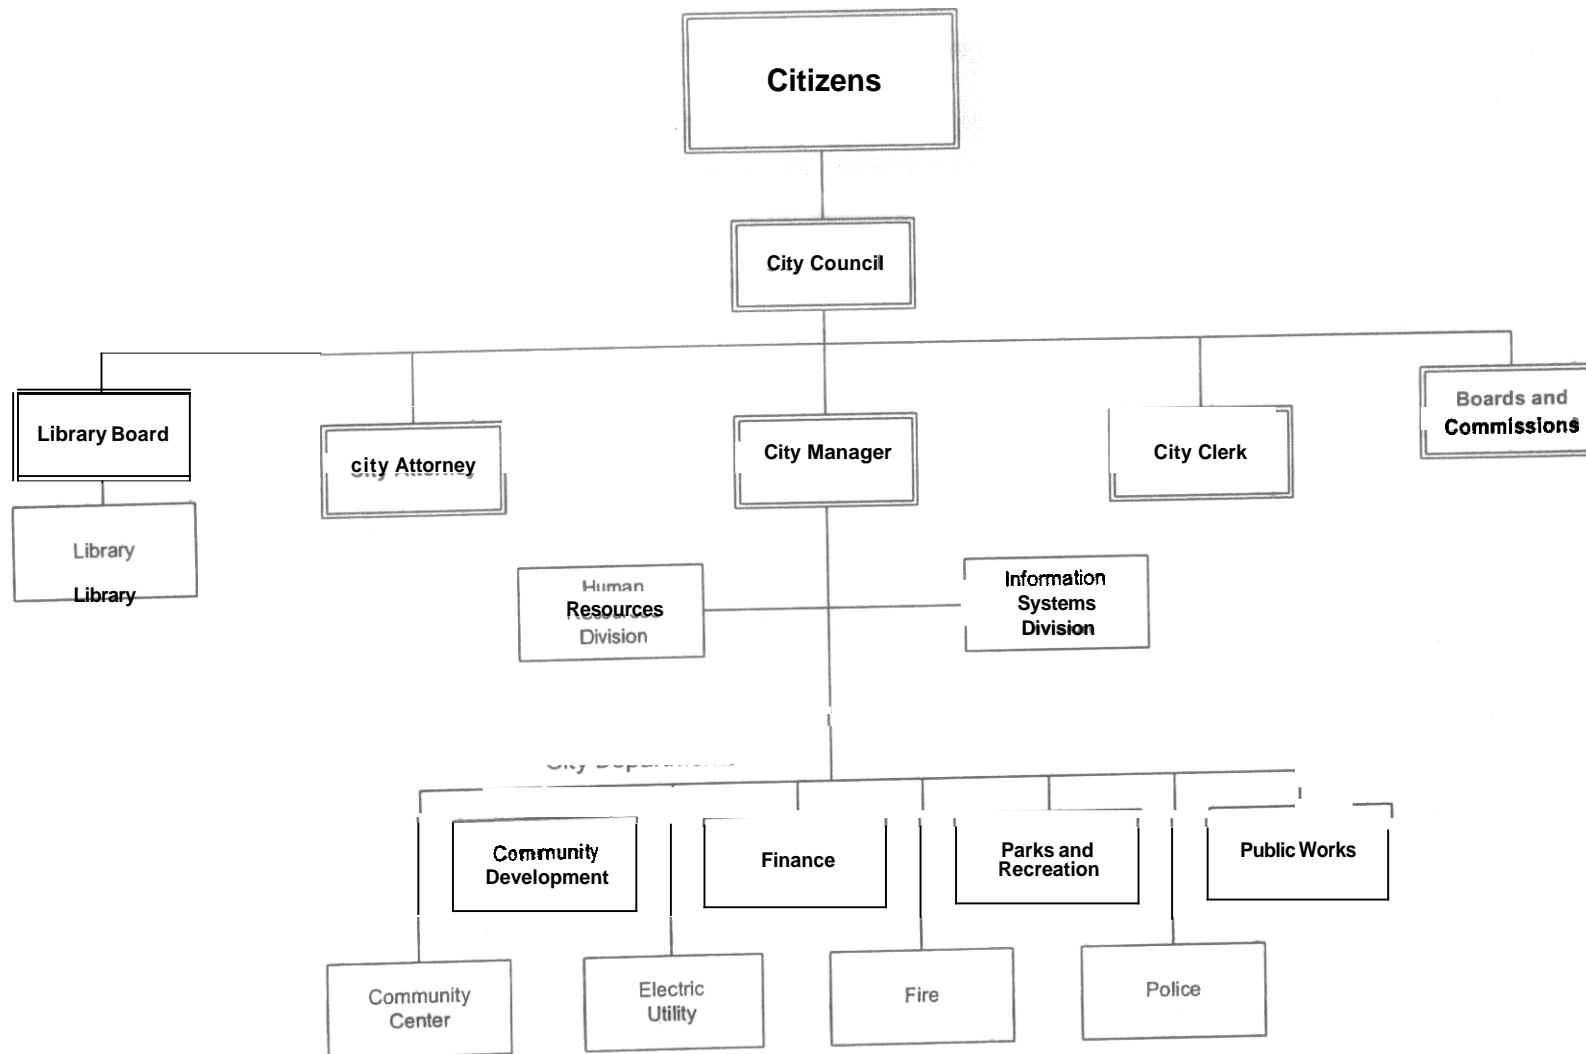 Citizens
City Council
Library Board
city Attorney
City Manager
City Clerk
Boards and
Commissions
Library
Library
Human
Resources
Division
Information
Systems
Division
Community
Development
Finance
Parks and
Recreation
Public Works
Community
Center
Electric
Utility
Fire
Police